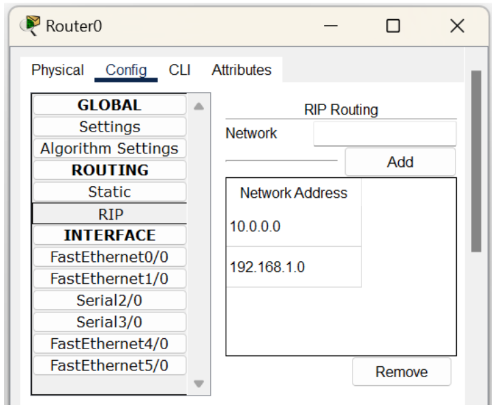 Router0
Physical Config CLI Attributes
GLOBAL
Settings
Algorithm Settings
ROUTING
Static
RIP
INTERFACE
FastEthernet0/0
FastEthernet1/0
Serial2/0
Serial3/0
FastEthernet4/0
FastEthernet5/0
RIP Routing
Network
Add
Network Address
10.0.0.0
192.168.1.0
Remove